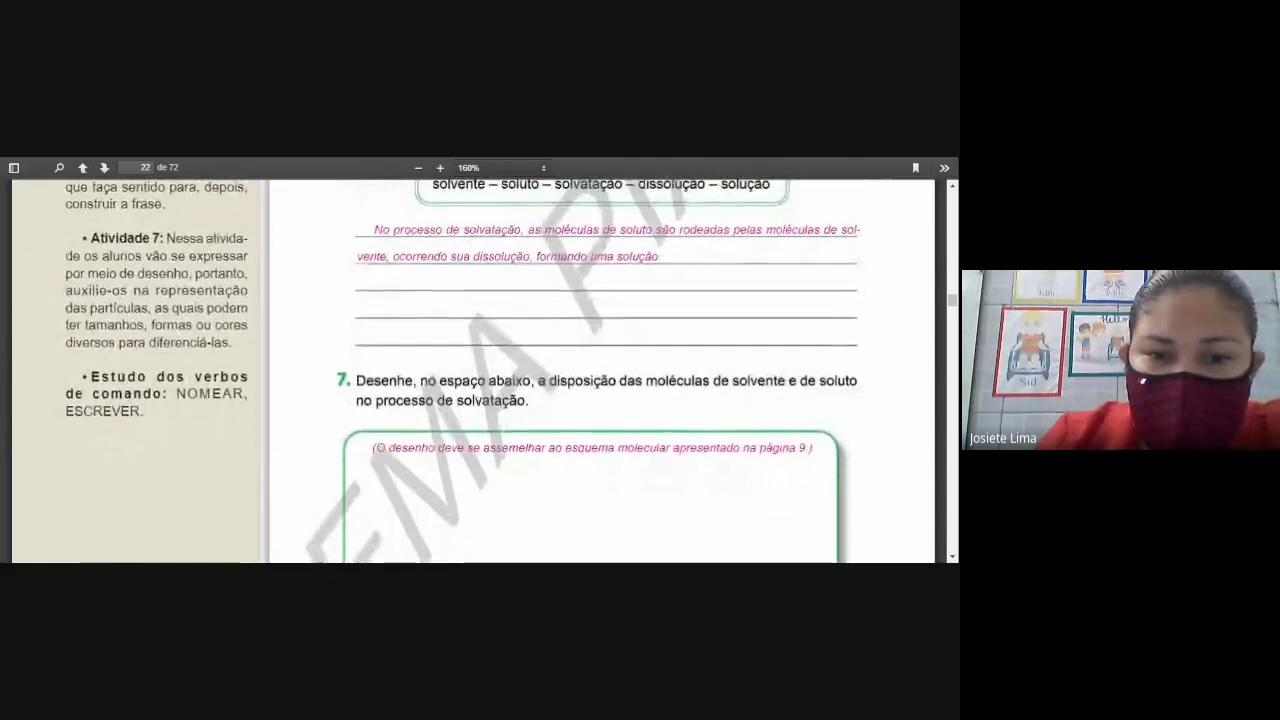 22 de 72
160%
que faça sentido para, depois,
construir a frase.
• Atividade 7: Nessa ativida-
de os alunos vão se expressar
por meio de desenho, portanto,
auxilie-os na representação
das partículas, as quais podem
ter tamanhos, formas ou cores
diversos para diferenciá-las.
• Estudo dos verbos
de comando: NOMEAR,
ESCREVER.
solvente – soluto – solvatação – dissolução – solução
No processo de solvatação, as moléculas de soluto são rodeadas pelas moléculas de sol-
vente, ocorrendo sua dissolução, formando uma solução.
7. Desenhe, no espaço abaixo, a disposição das moléculas de solvente e de soluto
no processo de solvatação.
(O desenho deve se assemelhar ao esquema molecular apresentado na página 9.)
Hello
Sid
Josiete Lima